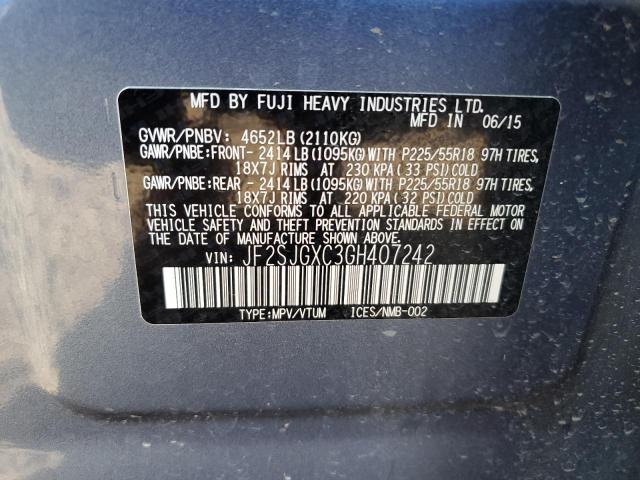 MFD BY FUJI HEAVY INDUSTRIES LTD.
MFD IN 06/15
GVWR/PNBV: 4652LB (2110KG)
GAWR/PNBE:FRONT- 2414LB (1095KG) WITH P225/55R18 97H TIRES,
18X7J RIMS AT 230 KPA ( 33 PSI) COLD
GAWR/PNBE:REAR - 2414LB (1095KG) WITH P225/55R18 97H TIRES,
18X7J RIMS AT 220 KPA ( 32 PSI) COLD
THIS VEHICLE CONFORMS TO ALL APPLICABLE FEDERAL MOTOR
VEHICLE SAFETY AND THEFT PREVENTION STANDARDS IN EFFECT ON
THE DATE OF MANUFACTURE SHOWN ABOVE.
VIN: JF2SJGXC3GH407242
TYPE:MPV/VTUM ICES/NMB-002